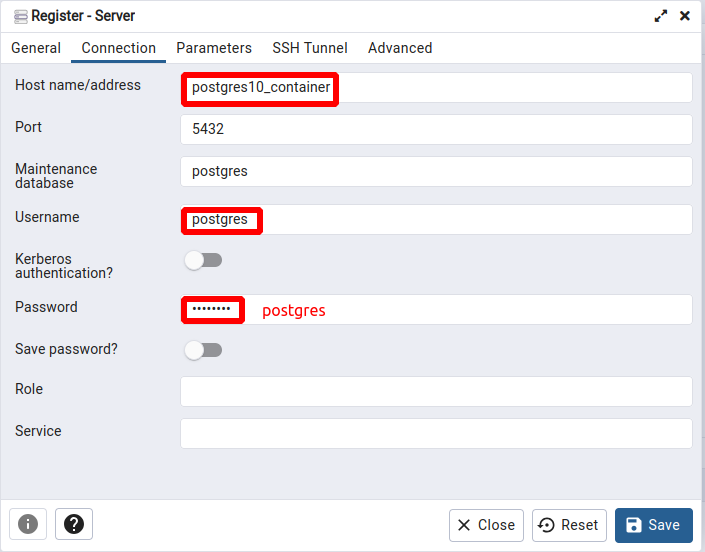 Register - Server
General Connection Parameters SSH Tunnel Advanced
Host name/address postgres10_container
Port 5432
Maintenance
database
postgres
Username postgres
Kerberos
authentication?
Password •••••••• postgres
Save password?
Role
Service
Close Reset Save